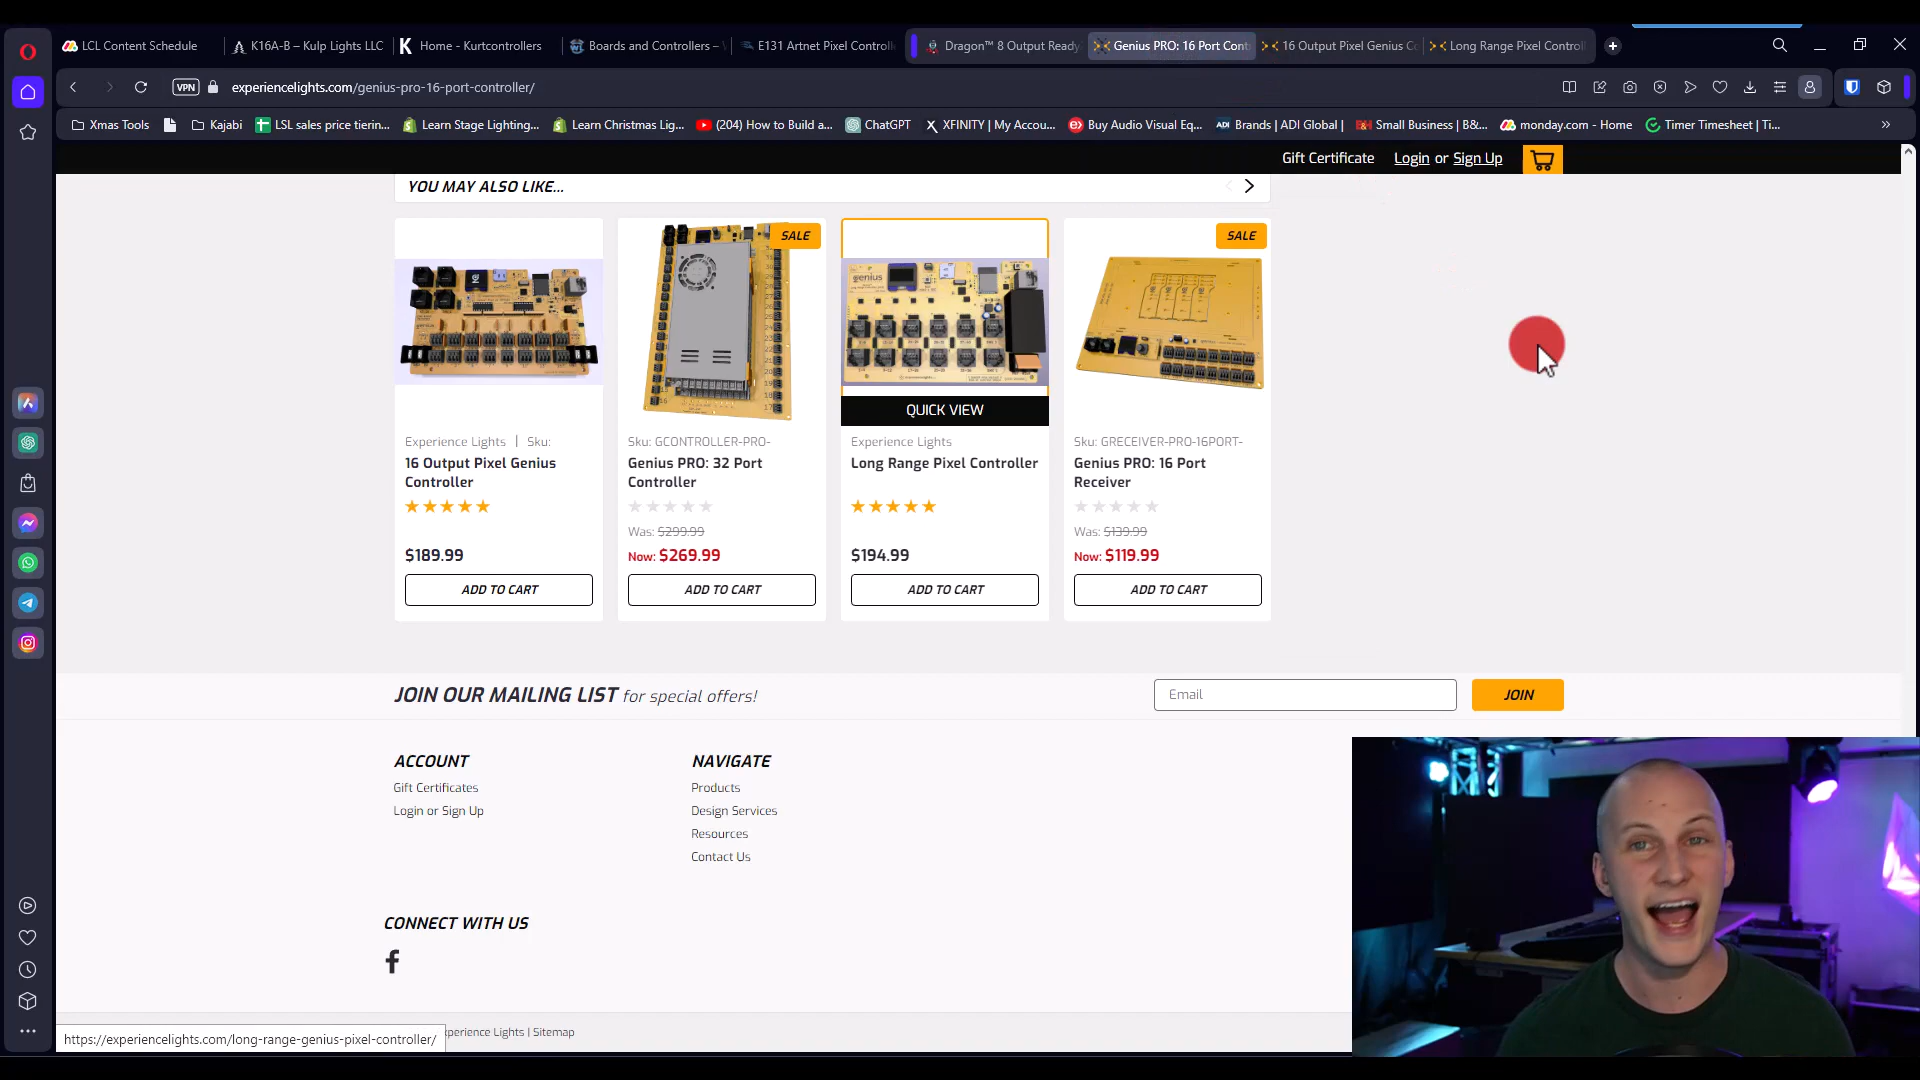 LCL Content Schedule
K16A-B – Kulp Lights LLC
Home - Kurtcontrollers
Boards and Controllers –
E131 Artnet Pixel Controll
Dragon™ 8 Output Ready
Genius PRO: 16 Port Cont
16 Output Pixel Genius Co
Long Range Pixel Controll
VPN
experiencelights.com/genius-pro-16-port-controller/
Xmas Tools
Kajabi
LSL sales price tierin...
Learn Stage Lighting...
Learn Christmas Lig...
(204) How to Build a...
ChatGPT
XFINITY | My Accou...
Buy Audio Visual Eq...
Brands | ADI Global |
Small Business | B&...
monday.com - Home
Timer Timesheet | Ti...
Gift Certificate
Login or Sign Up
YOU MAY ALSO LIKE...
SALE
SALE
genius
QUICK VIEW
Experience Lights | Sku:
16 Output Pixel Genius
Controller
$189.99
ADD TO CART
Sku: GCONTROLLER-PRO-
Genius PRO: 32 Port
Controller
Was: $299.99
Now: $269.99
ADD TO CART
Experience Lights
Long Range Pixel Controller
$194.99
ADD TO CART
Sku: GRECEIVER-PRO-16PORT-
Genius PRO: 16 Port
Receiver
Was: $139.99
Now: $119.99
ADD TO CART
JOIN OUR MAILING LIST for special offers!
Email
JOIN
ACCOUNT
Gift Certificates
Login or Sign Up
NAVIGATE
Products
Design Services
Resources
Contact Us
CONNECT WITH US
xperience Lights | Sitemap
https://experiencelights.com/long-range-genius-pixel-controller/